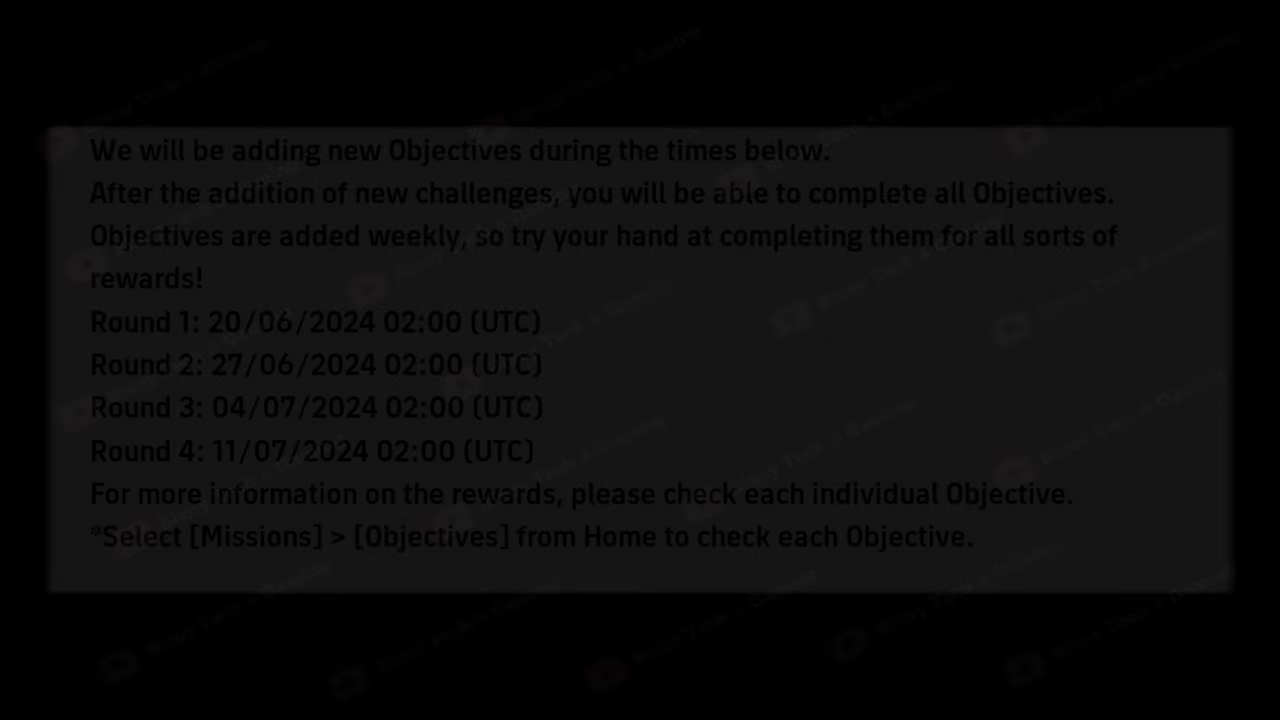 We will be adding new Objectives during the times below.
After the addition of new challenges, you will be able to complete all Objectives.
Objectives are added weekly, so try your hand at completing them for all sorts of
rewards!
Round 1: 20/06/2024 02:00 (UTC)
Round 2: 27/06/2024 02:00 (UTC)
Round 3: 04/07/2024 02:00 (UTC)
Round 4: 11/07/2024 02:00 (UTC)
For more information on the rewards, please check each individual Objective.
*Select [Missions] > [Objectives] from Home to check each Objective.